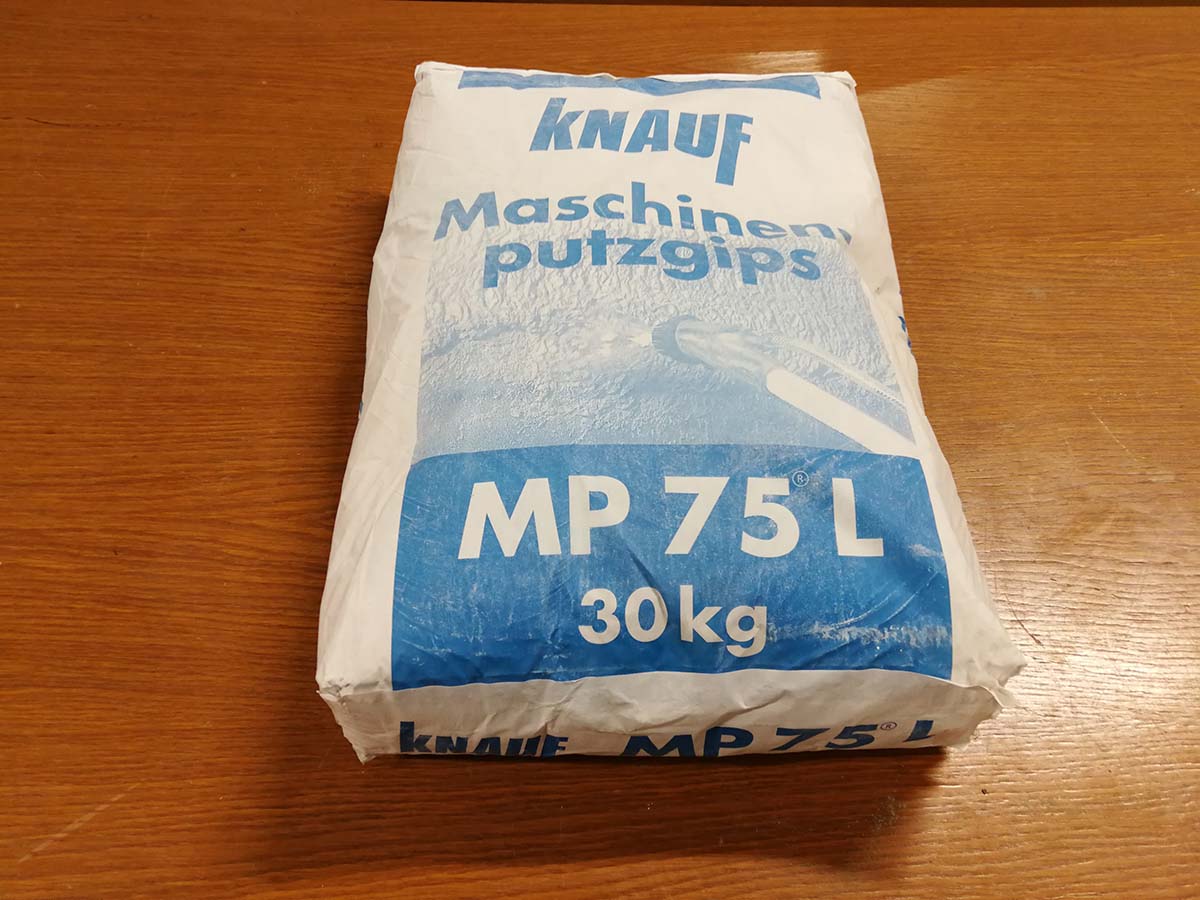 KNAUF
Maschinen-
putzgips
MP 75® L
30 kg
KNAUF MP 75® L